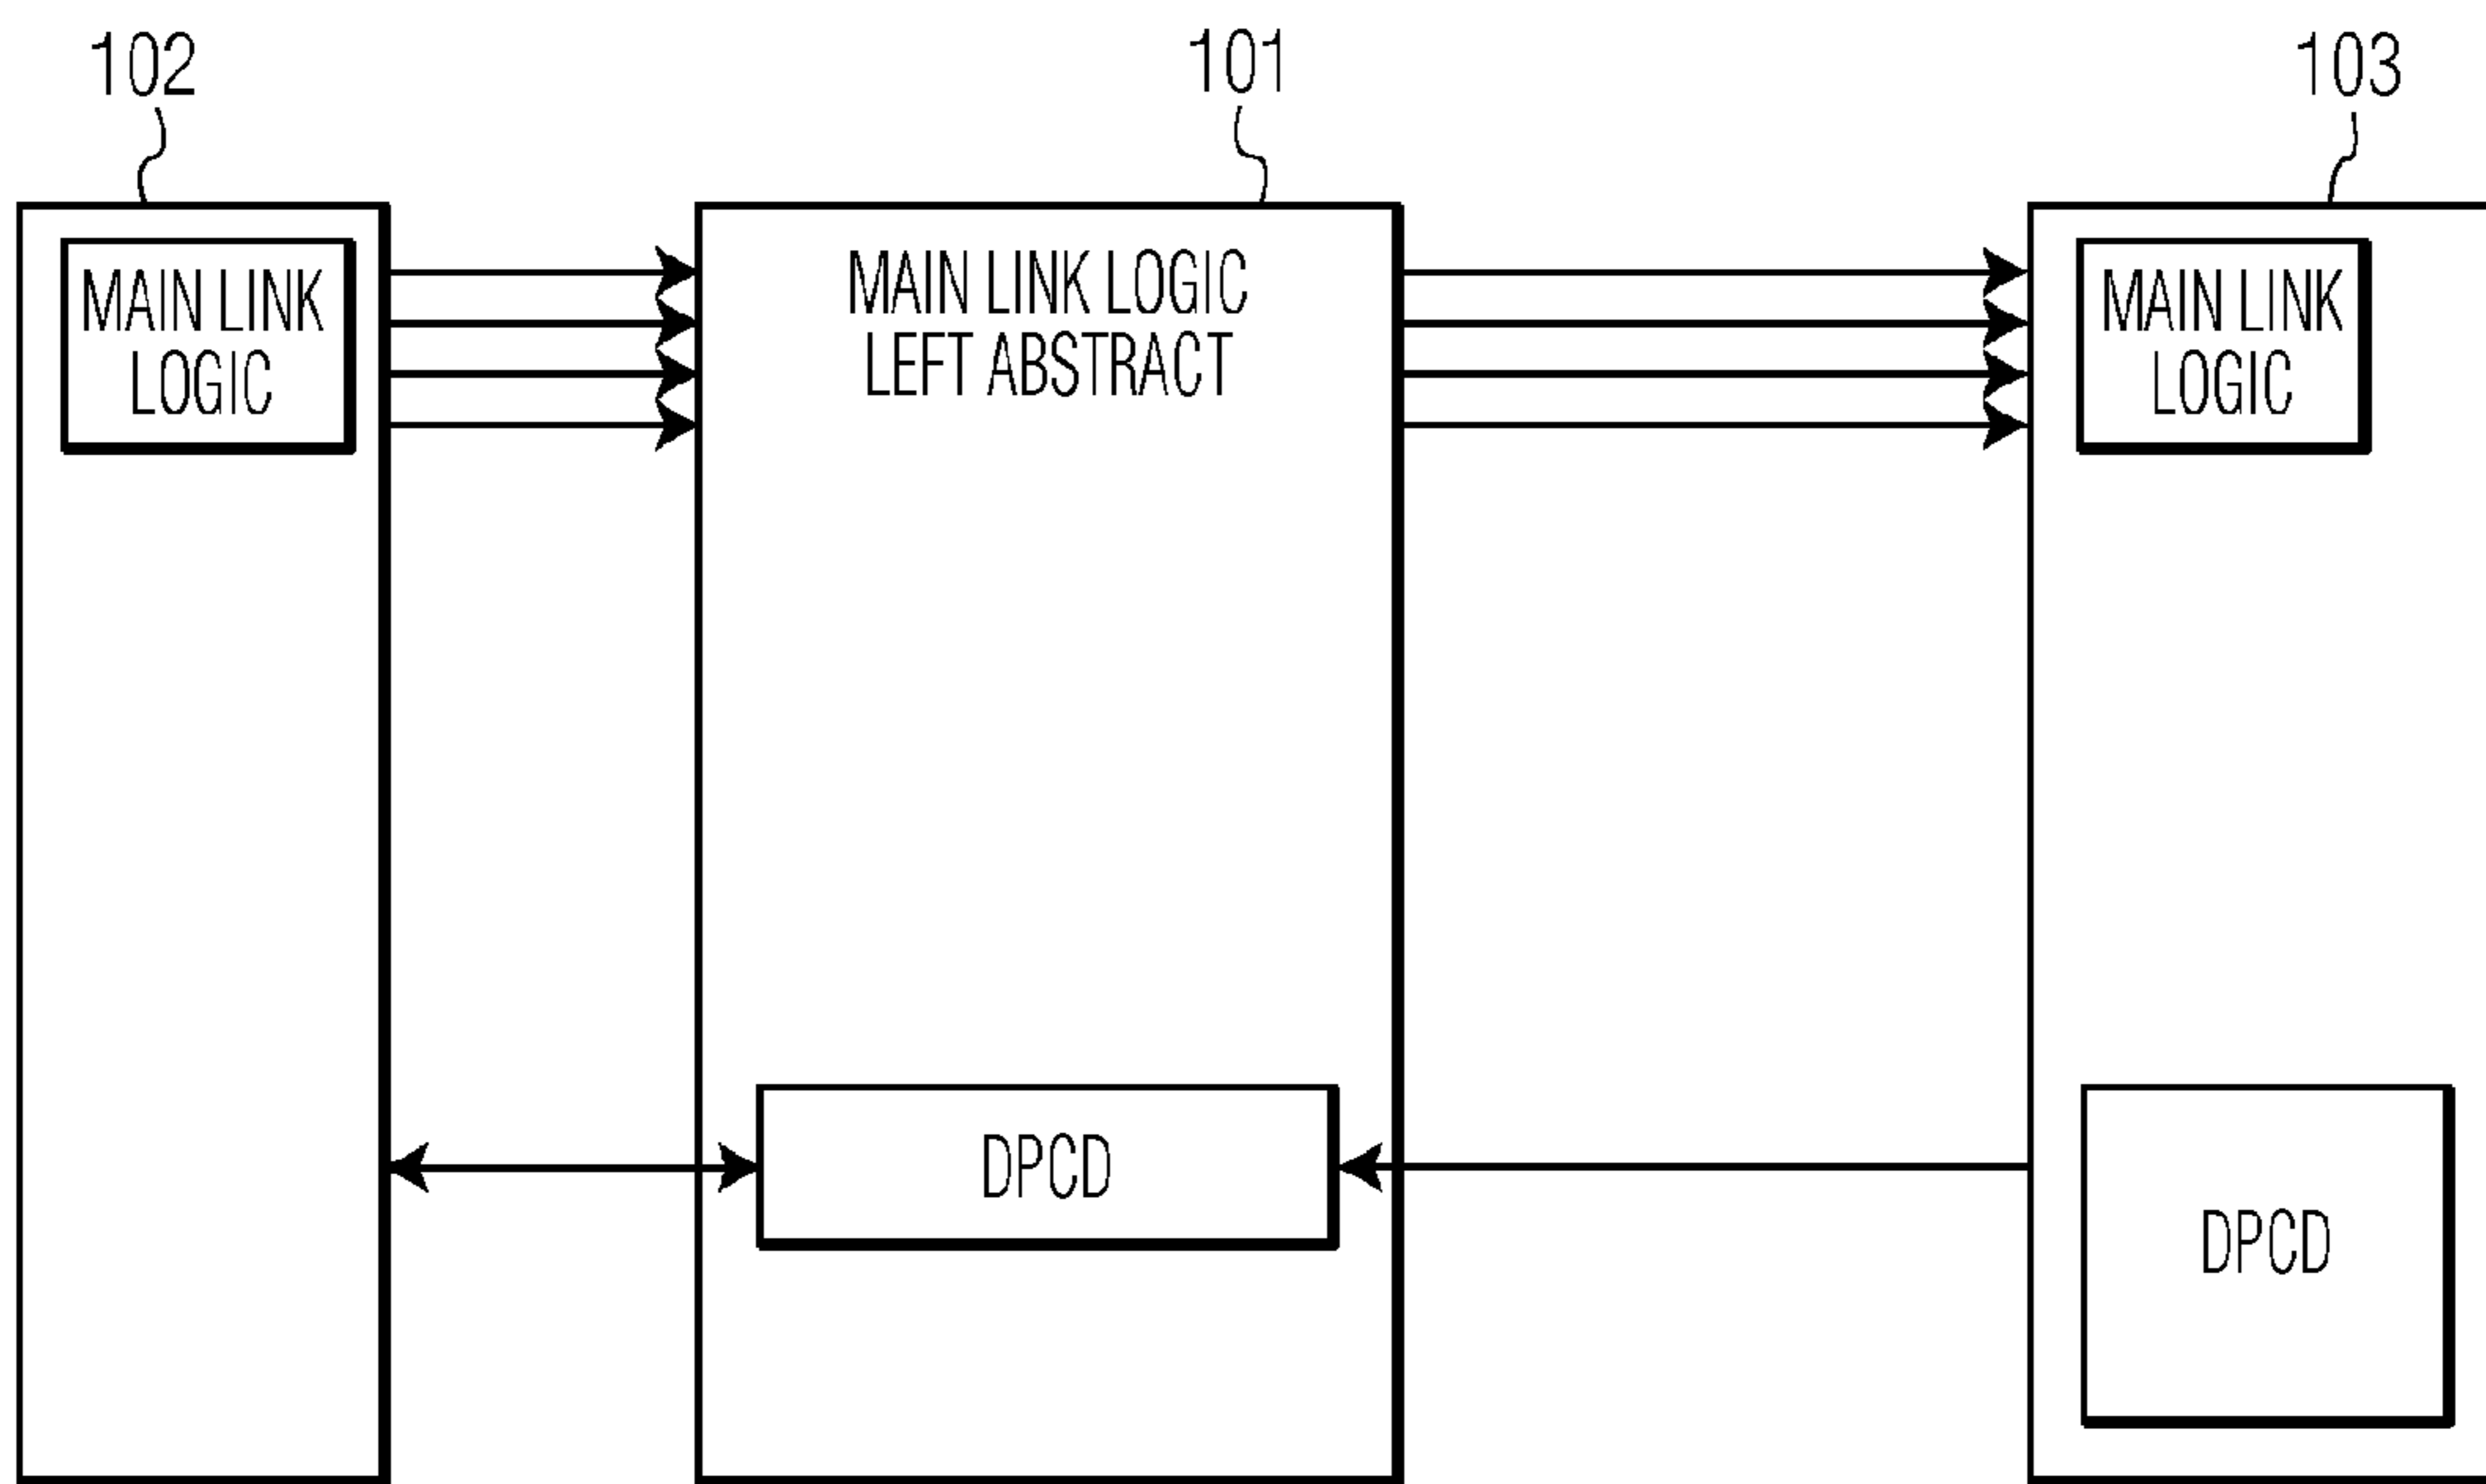 102
101
103
MAIN LINK
LOGIC
MAIN LINK LOGIC
LEFT ABSTRACT
MAIN LINK
LOGIC
DPCD
DPCD